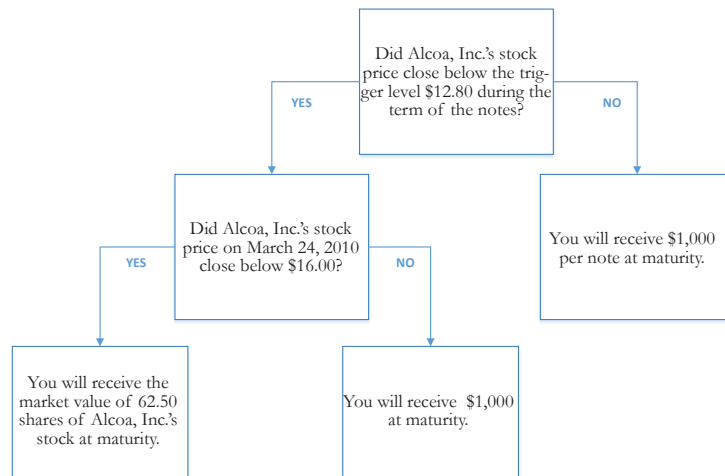 Did Alcoa, Inc.'s stock
price close below the trig-
ger level $12.80 during the
term of the notes?
YES
NO
Did Alcoa, Inc.'s stock
price on March 24, 2010
close below $16.00?
You will receive $1,000
per note at maturity.
YES
NO
You will receive the
market value of 62.50
shares of Alcoa, Inc.'s
stock at maturity.
You will receive $1,000
at maturity.